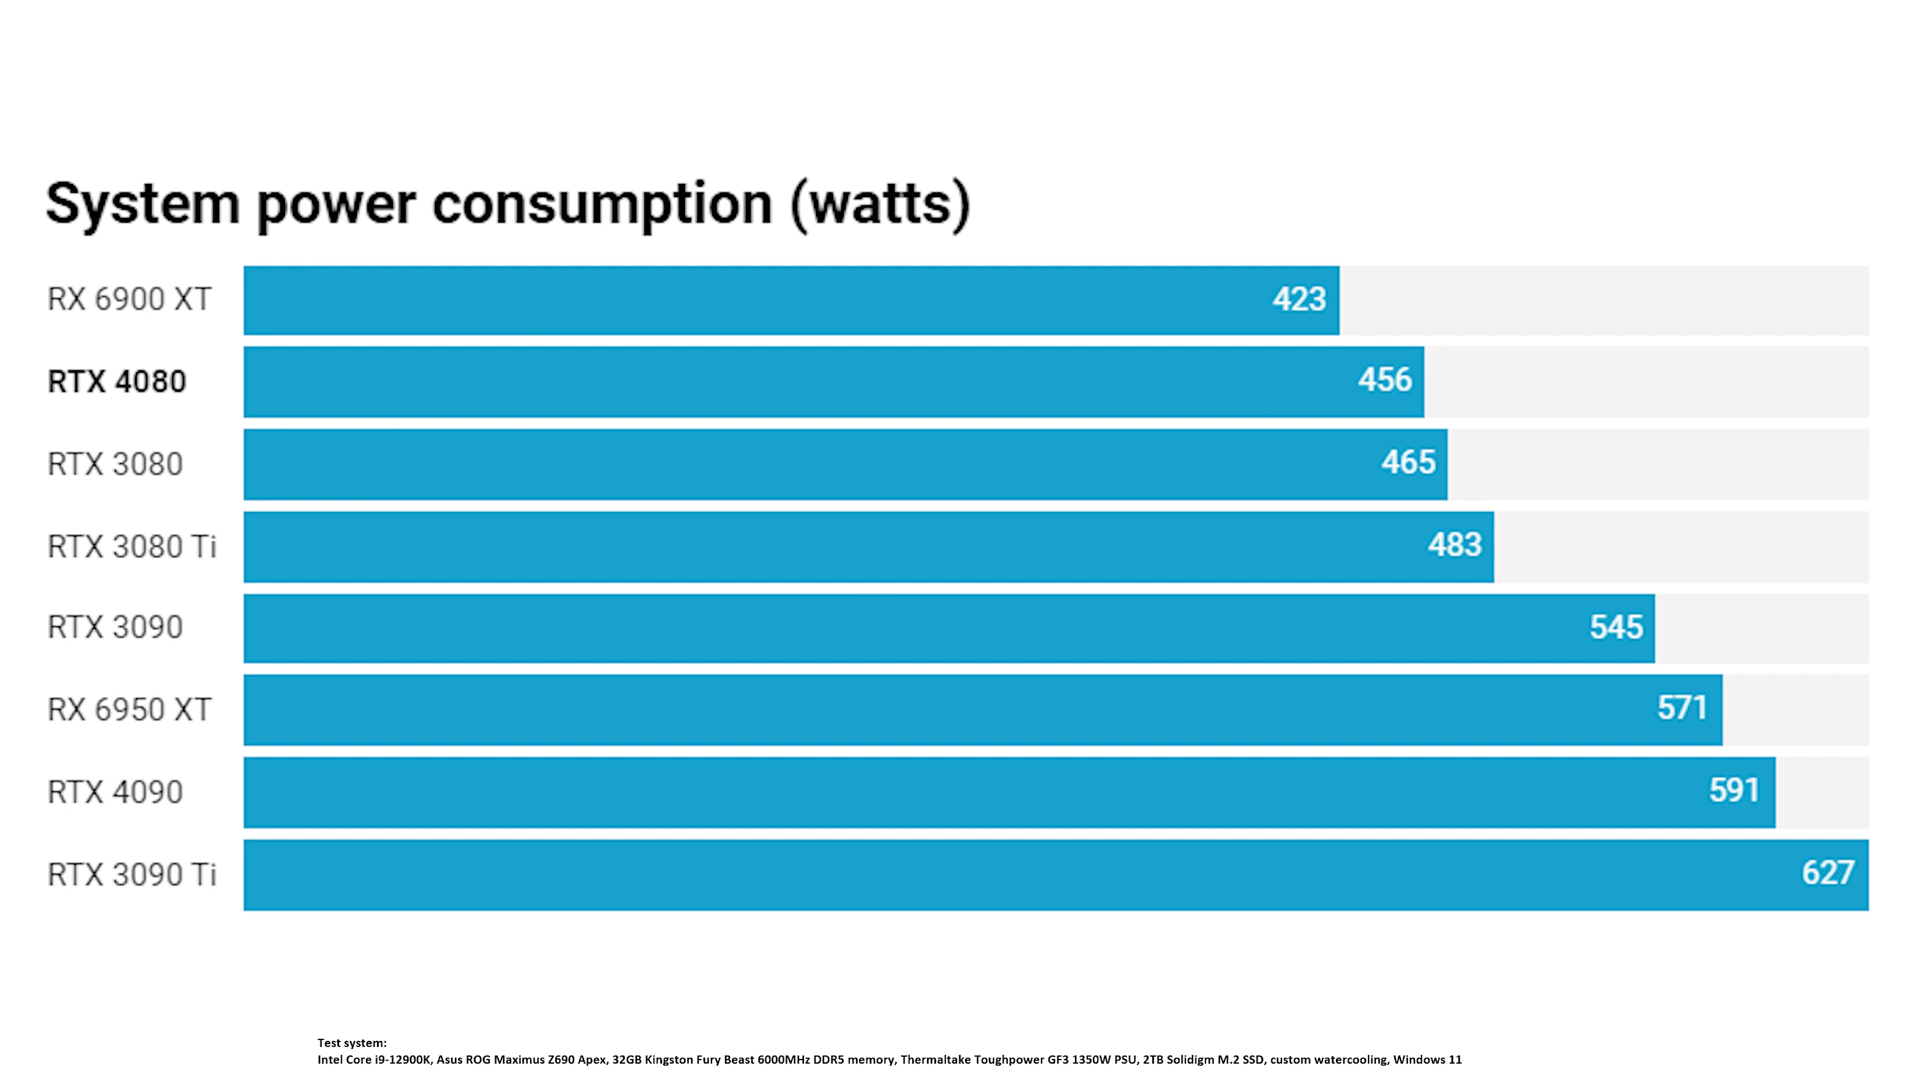 System power consumption (watts)
RX 6900 XT 423
RTX 4080 456
RTX 3080 465
RTX 3080 Ti 483
RTX 3090 545
RX 6950 XT 571
RTX 4090 591
RTX 3090 Ti 627
Test system:
Intel Core i9-12900K, Asus ROG Maximus Z690 Apex, 32GB Kingston Fury Beast 6000MHz DDR5 memory, Thermaltake Toughpower GF3 1350W PSU, 2TB Solidigm M.2 SSD, custom watercooling, Windows 11